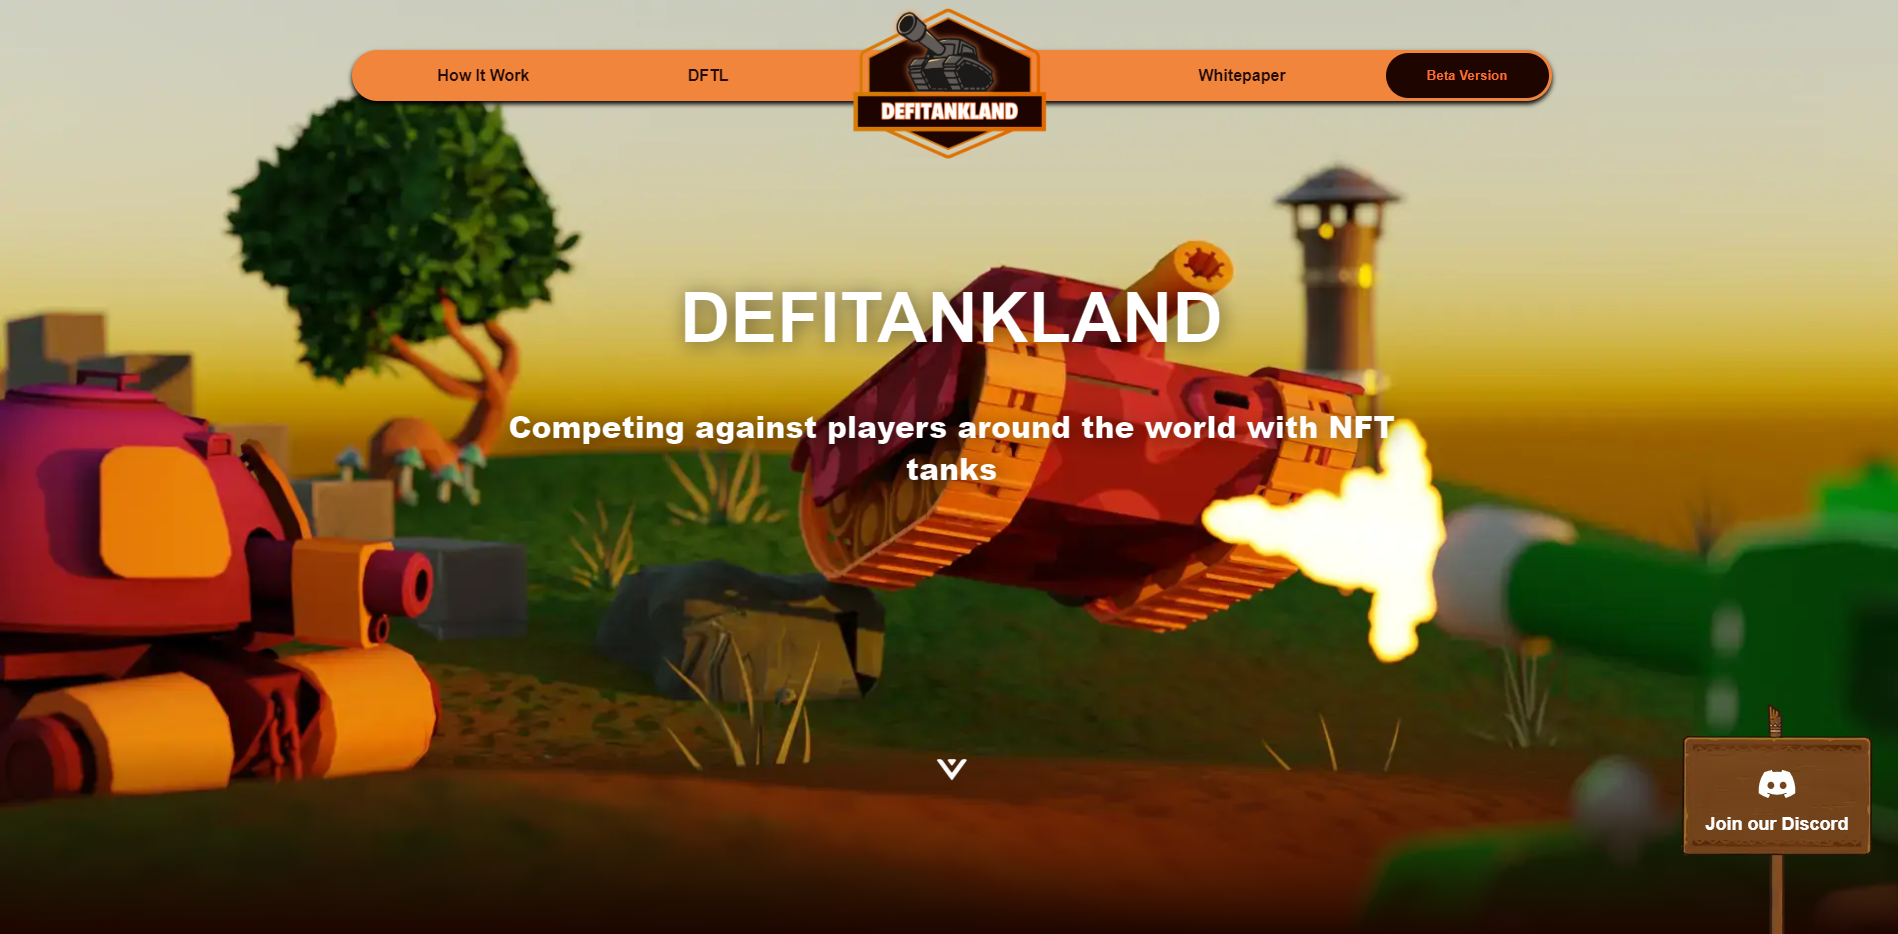 How It Work
DFTL
DEFITANKLAND
Whitepaper
Beta Version
DEFITANKLAND
Competing against players around the world with NFT
tanks
Join our Discord